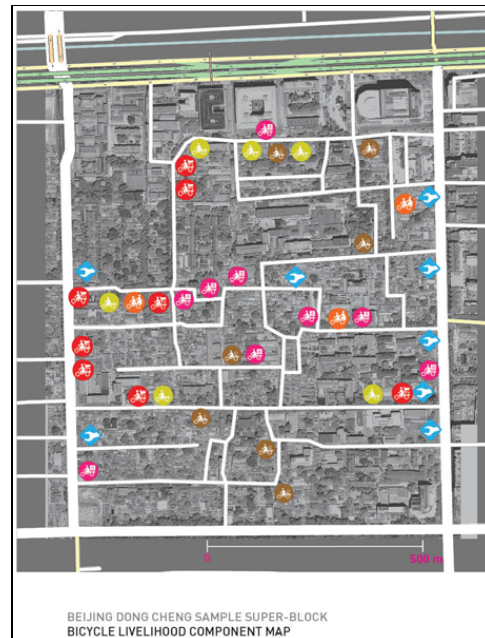 0 500 m
BEIJING DONG CHENG SAMPLE SUPER-BLOCK
BICYCLE LIVELIHOOD COMPONENT MAP